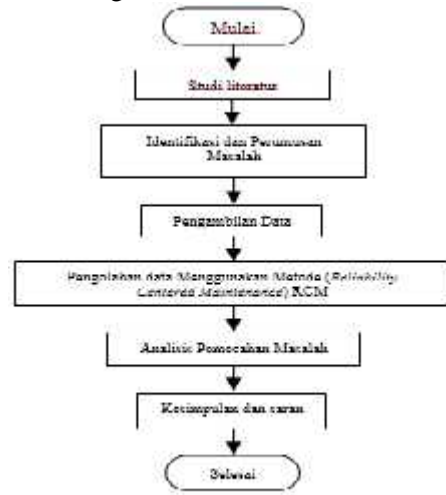 Mulai
Studi literatur
Identifikasi dan Perumusan
Masalah
Pengambilan Data
Pengolahan data Menggunakan Metode (Reliability
Centered Maintenance) RCM
Analisis Pemecahan Masalah
Kesimpulan dan saran
Selesai